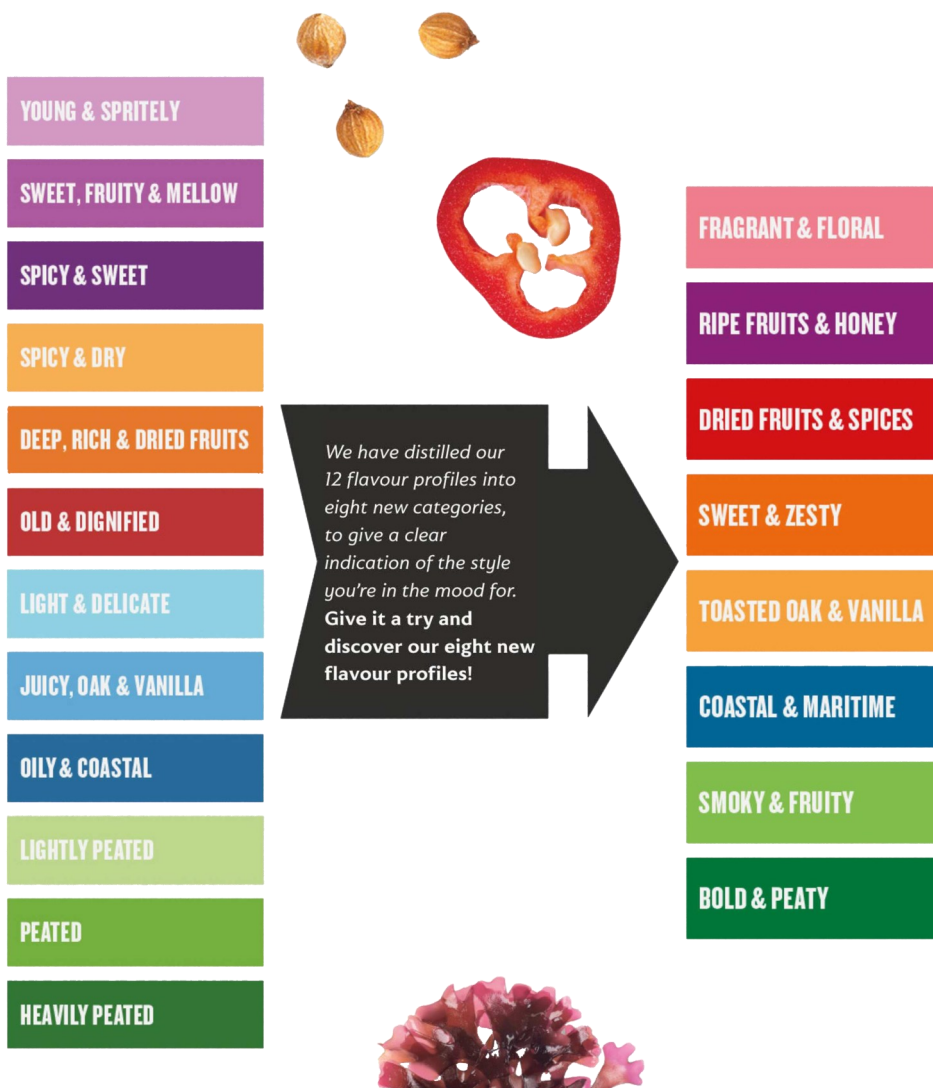 YOUNG & SPRITELY
SWEET, FRUITY & MELLOW
SPICY & SWEET
SPICY & DRY
DEEP, RICH & DRIED FRUITS
OLD & DIGNIFIED
LIGHT & DELICATE
JUICY, OAK & VANILLA
OILY & COASTAL
LIGHTLY PEATED
PEATED
HEAVILY PEATED
We have distilled our
12 flavour profiles into
eight new categories,
to give a clear
indication of the style
you're in the mood for.
Give it a try and
discover our eight new
flavour profiles!
FRAGRANT & FLORAL
RIPE FRUITS & HONEY
DRIED FRUITS & SPICES
SWEET & ZESTY
TOASTED OAK & VANILLA
COASTAL & MARITIME
SMOKY & FRUITY
BOLD & PEATY